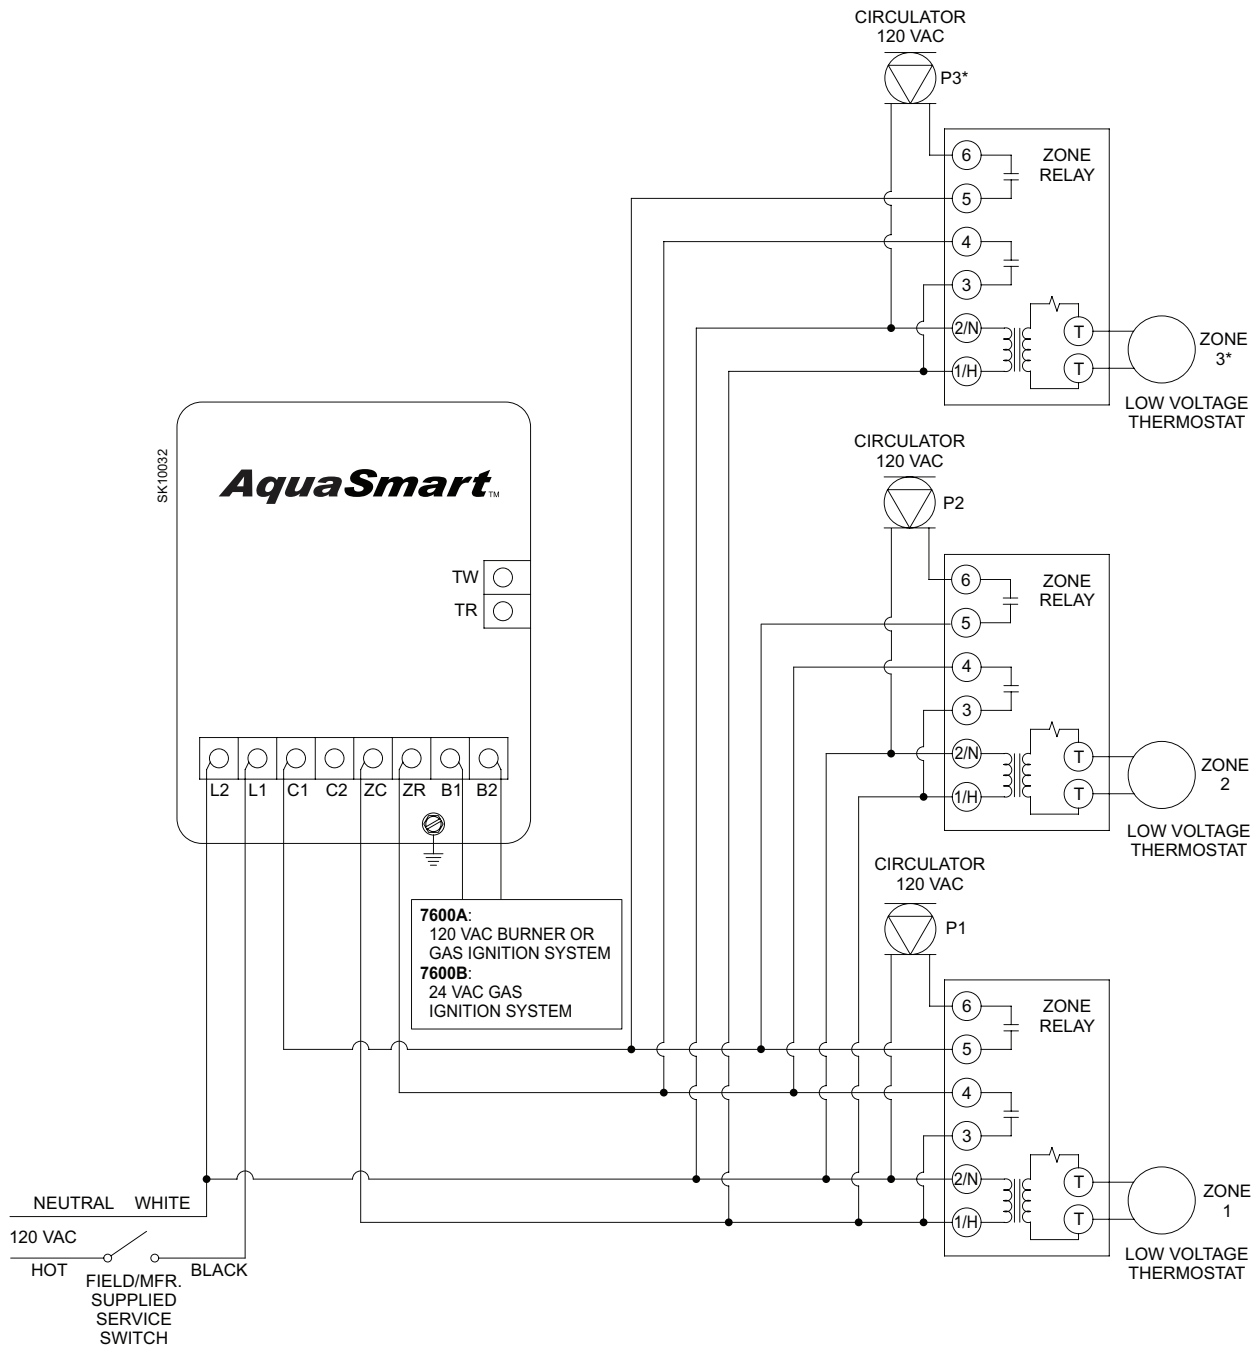 CIRCULATOR
120 VAC
P3*
6
ZONE
RELAY
5
4
3
2/N
T
1/H
T
ZONE
3*
LOW VOLTAGE
THERMOSTAT
SK10032
AquaSmart™
TW
TR
L2 L1 C1 C2 ZC ZR B1 B2
CIRCULATOR
120 VAC
P2
6
ZONE
RELAY
5
4
3
2/N
T
1/H
T
ZONE
2
LOW VOLTAGE
THERMOSTAT
7600A:
120 VAC BURNER OR
GAS IGNITION SYSTEM
7600B:
24 VAC GAS
IGNITION SYSTEM
CIRCULATOR
120 VAC
P1
6
ZONE
RELAY
5
4
3
2/N
T
1/H
T
ZONE
1
LOW VOLTAGE
THERMOSTAT
NEUTRAL WHITE
120 VAC
HOT
BLACK
FIELD/MFR.
SUPPLIED
SERVICE
SWITCH